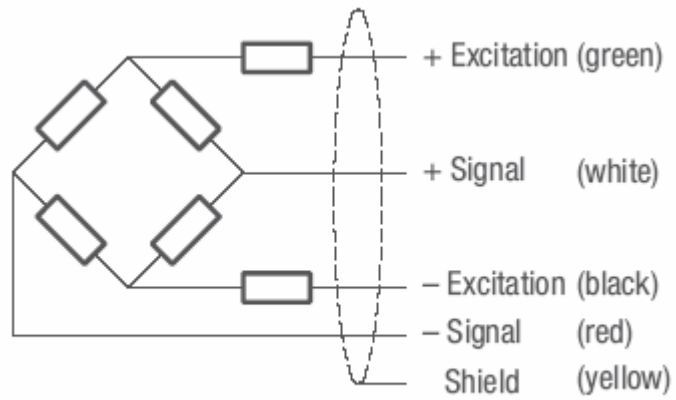 + Excitation (green)
+ Signal (white)
– Excitation (black)
– Signal (red)
Shield (yellow)